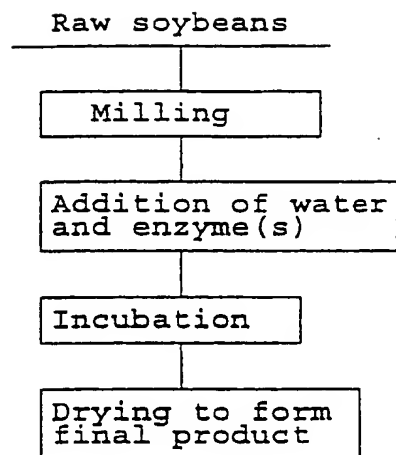 Raw soybeans
Milling
Addition of water
and enzyme(s)
Incubation
Drying to form
final product